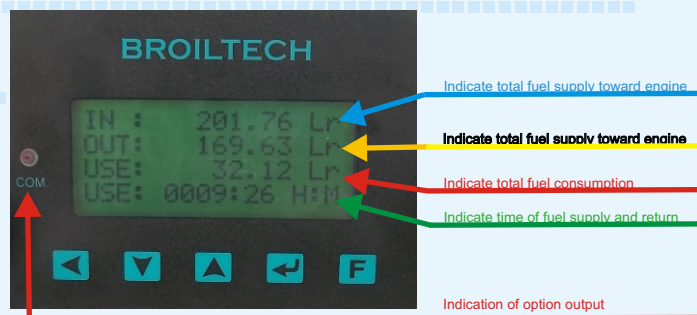 BROILTECH
IN : 201.76 Lr
OUT: 169.63 Lr
USE: 32.12 Lr
USE: 0009:26 H:M
COM.
F
Indicate total fuel supply toward engine
Indicate total fuel supply toward engine
Indicate total fuel consumption
Indicate time of fuel supply and return
Indication of option output